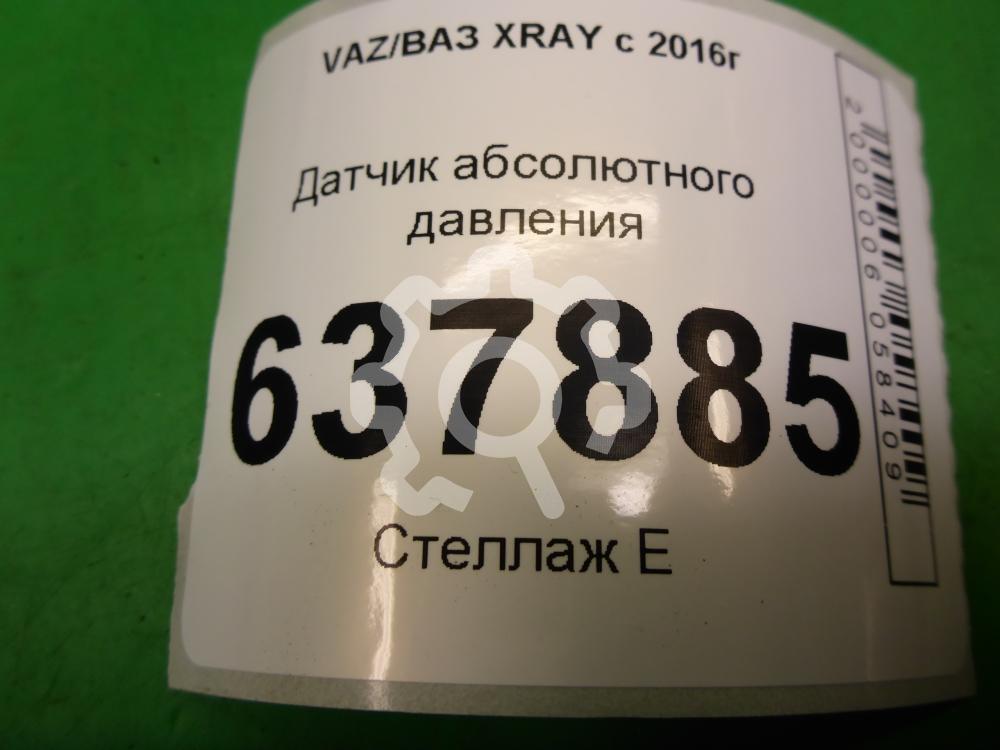 VAZ/ВАЗ XRAY с 2016г
Датчик абсолютного
давления
637885
Стеллаж Е
2000006058409